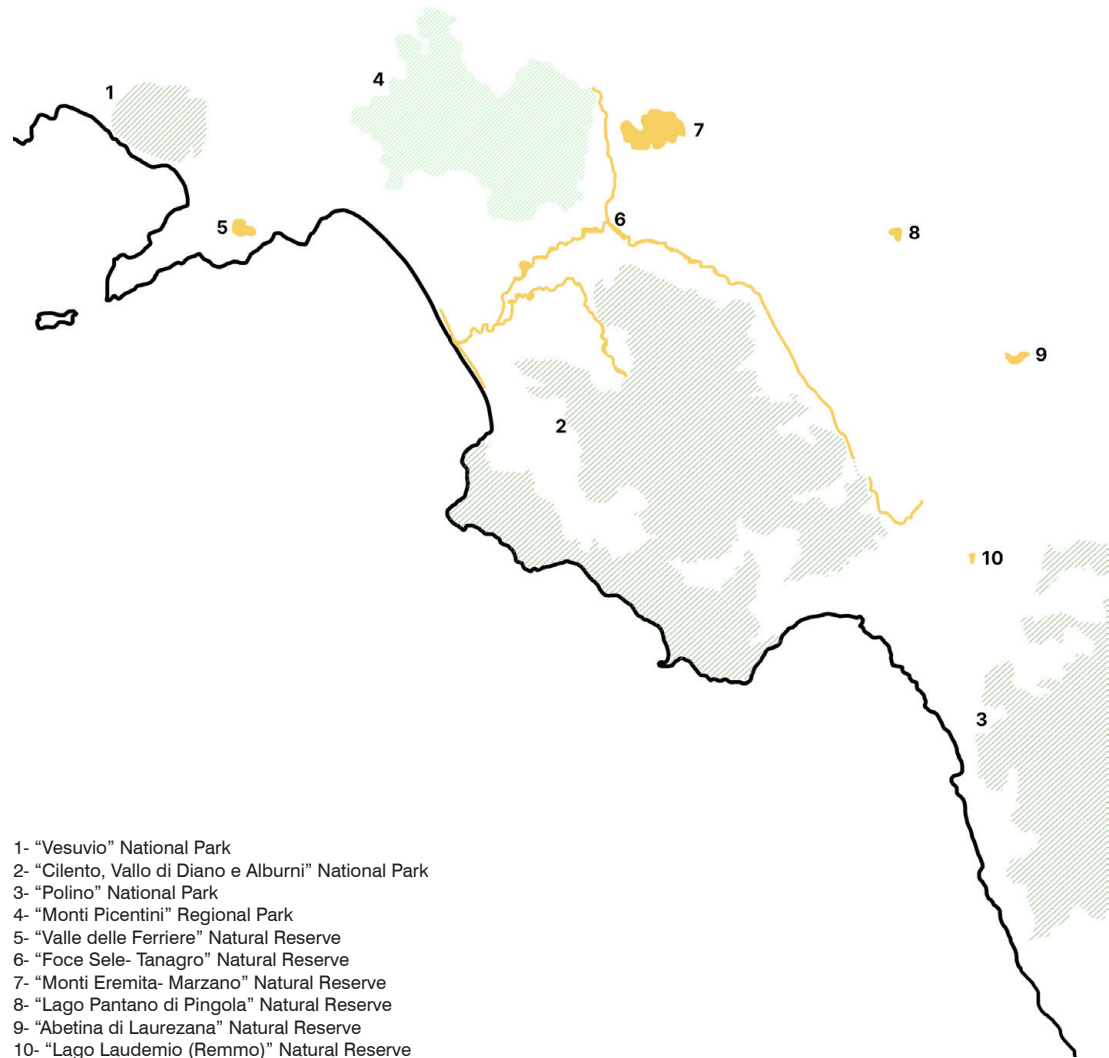 1
4
7
5
6
8
9
2
10
3
1- “Vesuvio” National Park
2- “Cilento, Vallo di Diano e Alburni” National Park
3- “Polino” National Park
4- “Monti Picentini” Regional Park
5- “Valle delle Ferriere” Natural Reserve
6- “Foce Sele- Tanagro” Natural Reserve
7- “Monti Eremita- Marzano” Natural Reserve
8- “Lago Pantano di Pingola” Natural Reserve
9- “Abetina di Laurezana” Natural Reserve
10- “Lago Laudemio (Remmo)” Natural Reserve